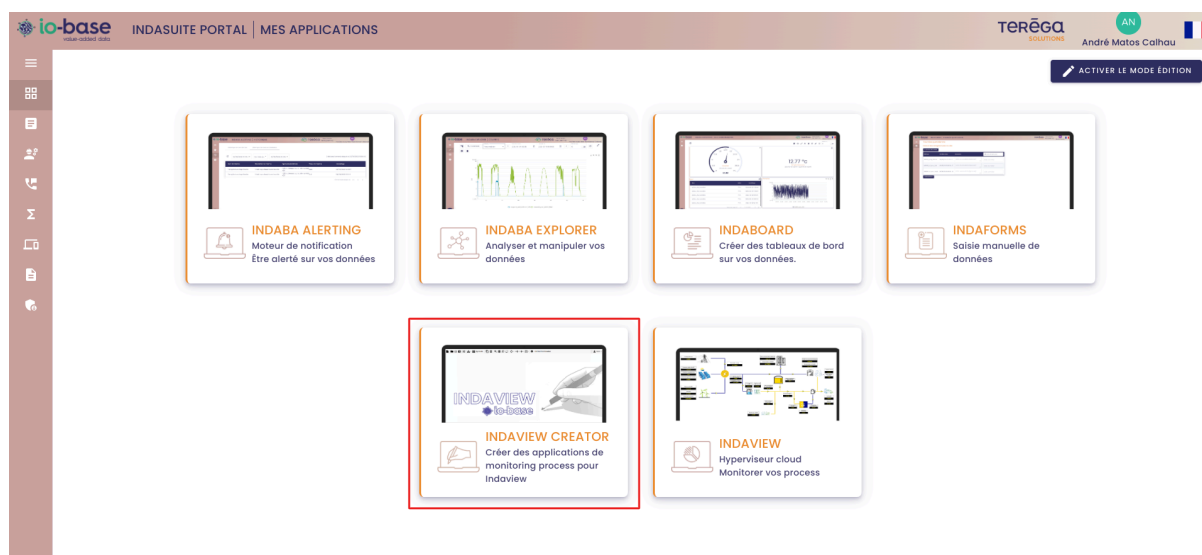 io-base
value-added data
INDASUITE PORTAL | MES APPLICATIONS
TERĒGA
SOLUTIONS
AN
André Matos Calhau
ACTIVER LE MODE ÉDITION
INDABA ALERTING
Moteur de notification
Être alerté sur vos données
INDABA EXPLORER
Analyser et manipuler vos
données
INDABOARD
Créer des tableaux de bord
sur vos données.
12.77 °c
INDAFORMS
Saisie manuelle de
données
INDAVIEW
io-base
INDAVIEW CREATOR
Créer des applications de
monitoring process pour
Indaview
INDAVIEW
Hyperviseur cloud
Monitorer vos process